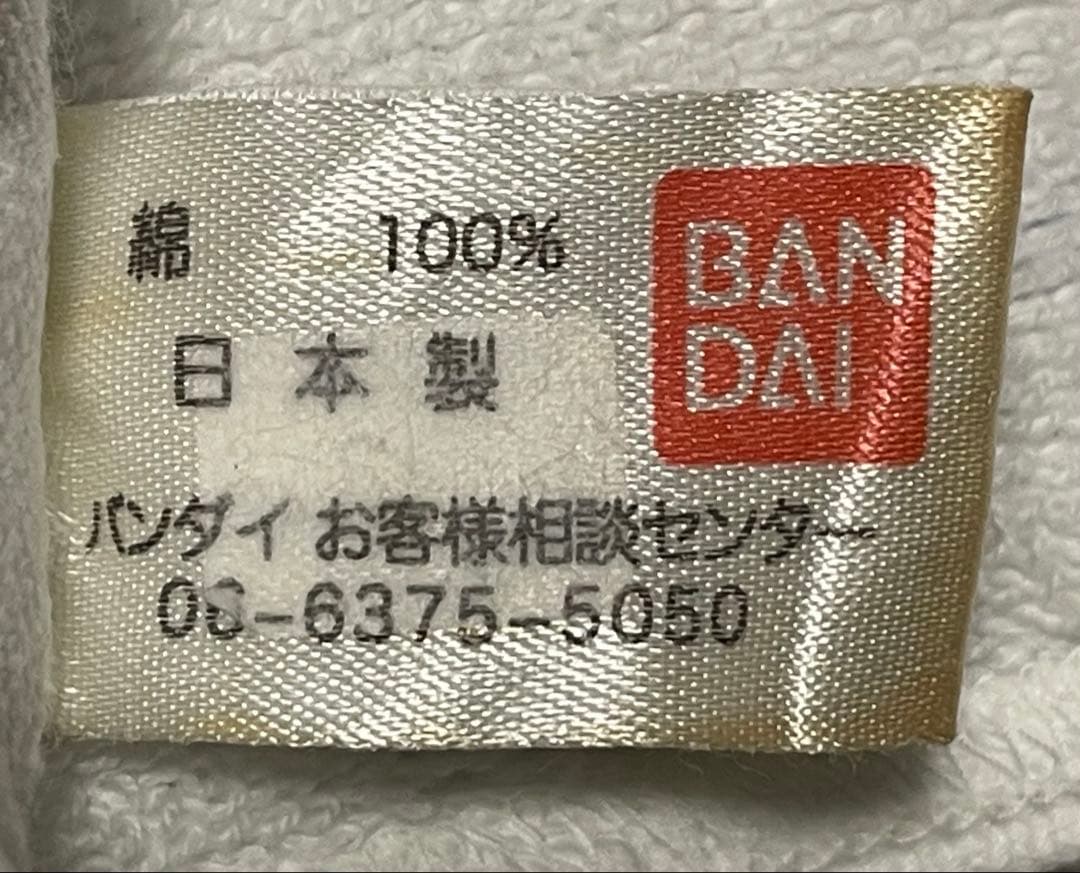 綿 100%
日本製
BAN
DAI
バンダイ お客様相談センター
06-6375-5050